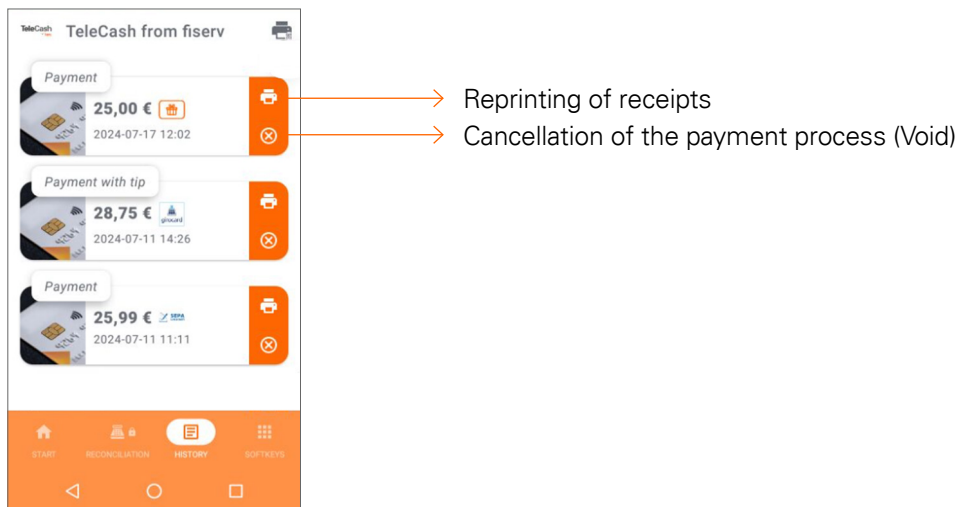 TeleCash TeleCash from fiserv
Payment
25,00 €
2024-07-17 12:02
Reprinting of receipts
Cancellation of the payment process (Void)
Payment with tip
28,75 € girocard
2024-07-11 14:26
Payment
25,99 € SEPA
2024-07-11 11:11
START RECONCILIATION HISTORY SOFTKEYS